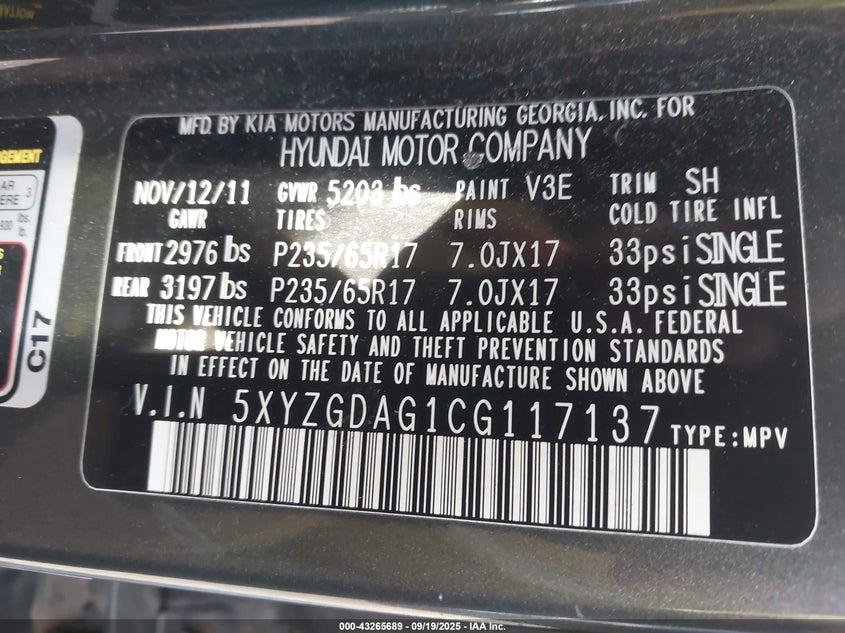 MFD. BY KIA MOTORS MANUFACTURING GEORGIA, INC. FOR
HYUNDAI MOTOR COMPANY
NOV/12/11 GVWR 5203 lbs PAINT V3E TRIM SH
GAWR TIRES RIMS COLD TIRE INFL
FRONT 2976 lbs P235/65R17 7.0JX17 33psi SINGLE
REAR 3197 lbs P235/65R17 7.0JX17 33psi SINGLE
THIS VEHICLE CONFORMS TO ALL APPLICABLE U.S.A. FEDERAL
MOTOR VEHICLE SAFETY AND THEFT PREVENTION STANDARDS
IN EFFECT ON THE DATE OF MANUFACTURE SHOWN ABOVE
V.I.N 5XYZGDAG1CG117137 TYPE:MPV
C17
000-43265689 - 09/19/2025 - IAA Inc.